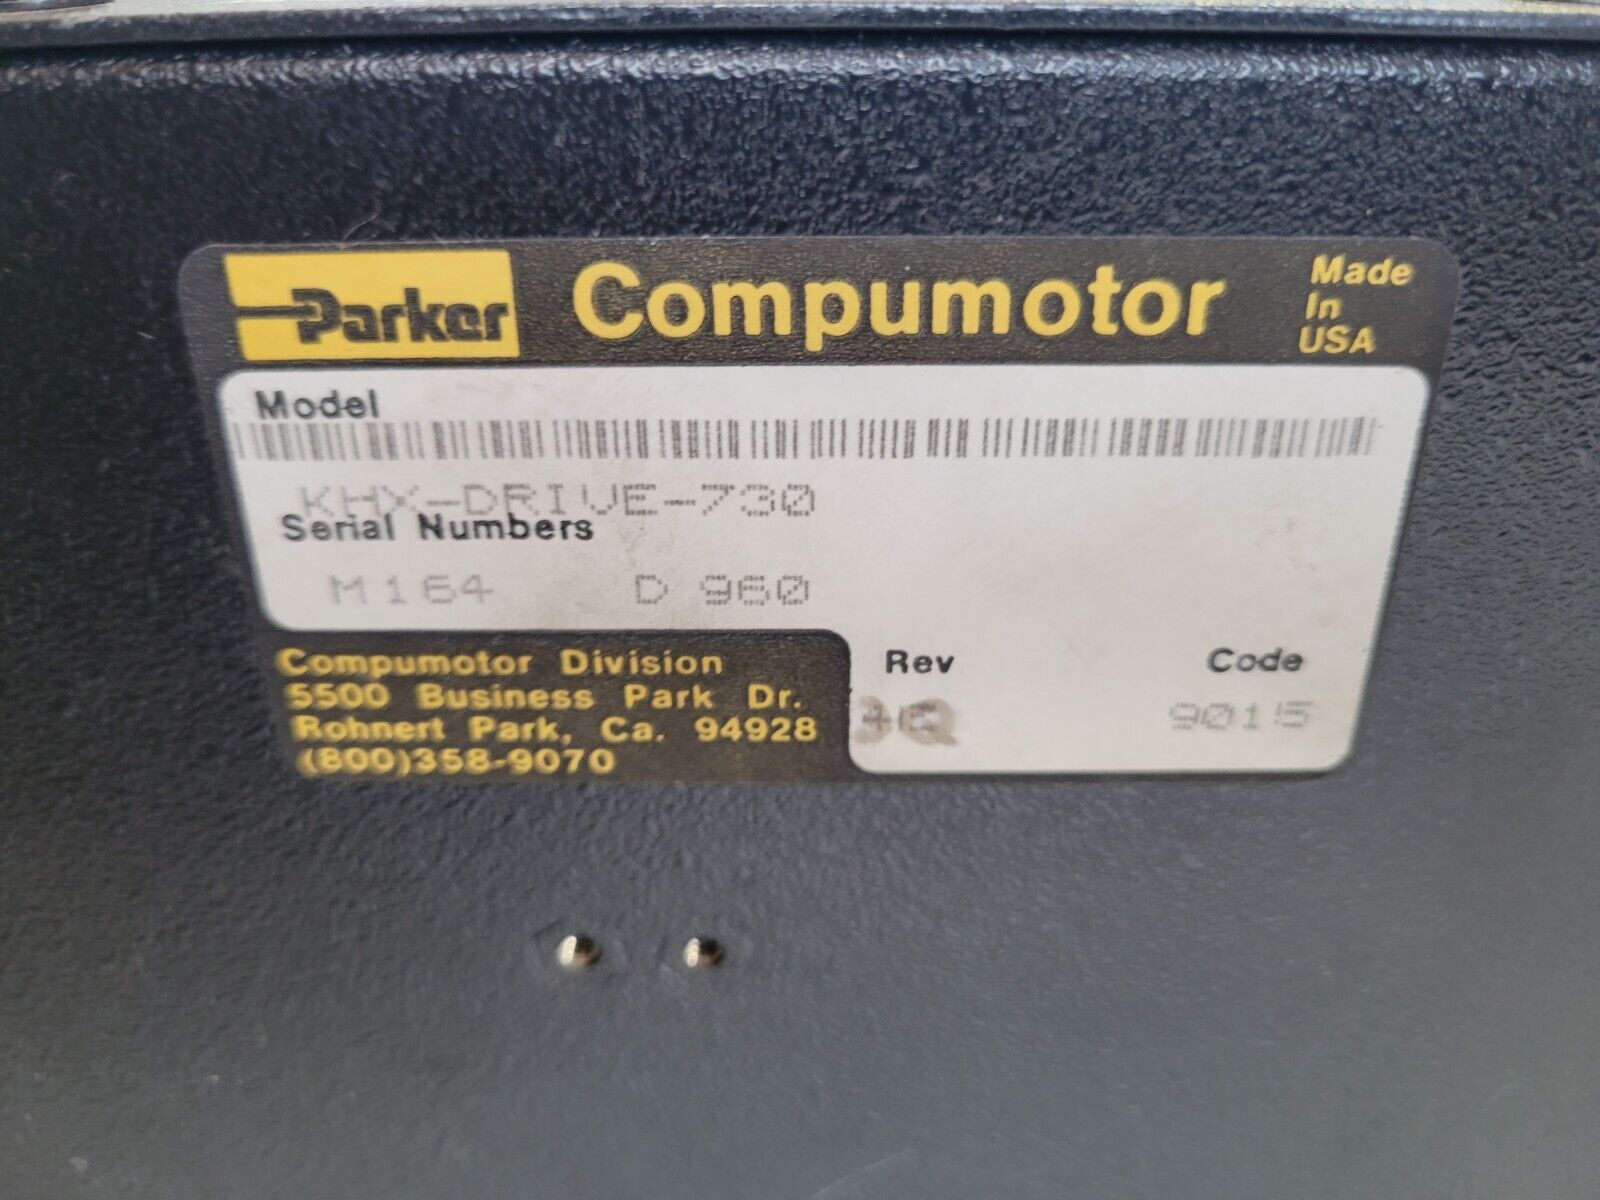 Parker Compumotor Made In USA
Model
KHX-DRIVE-730
Serial Numbers
M164 D 960
Compumotor Division
5500 Business Park Dr.
Rohnert Park, Ca. 94928
(800)358-9070
Rev Code
9015